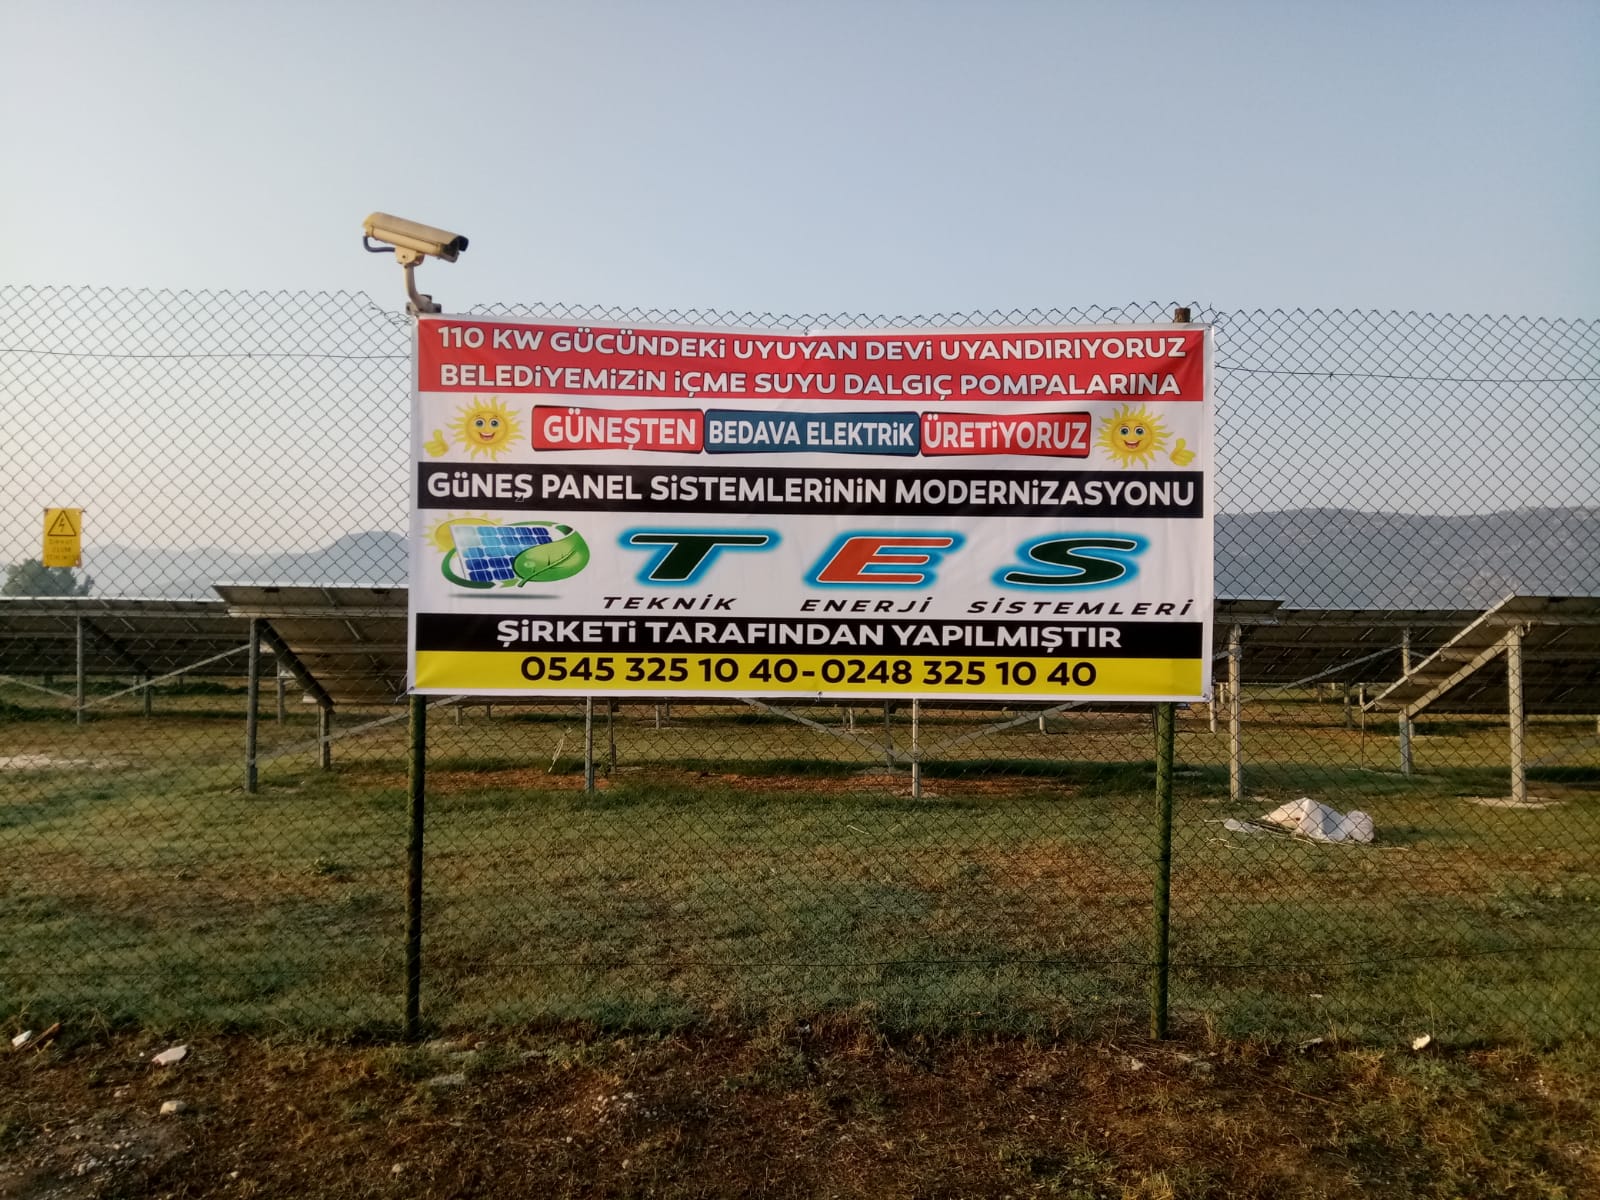 110 KW GÜCÜNDEKİ UYUYAN DEVİ UYANDIRIYORUZ
BELEDİYEMİZİN İÇME SUYU DALGIÇ POMPALARINA
GÜNEŞTEN BEDAVA ELEKTRİK ÜRETİYORUZ
GÜNEŞ PANEL SİSTEMLERİNİN MODERNİZASYONU
TES
TEKNİK ENERJİ SİSTEMLERİ
ŞİRKETİ TARAFINDAN YAPILMIŞTIR
0545 325 10 40-0248 325 10 40